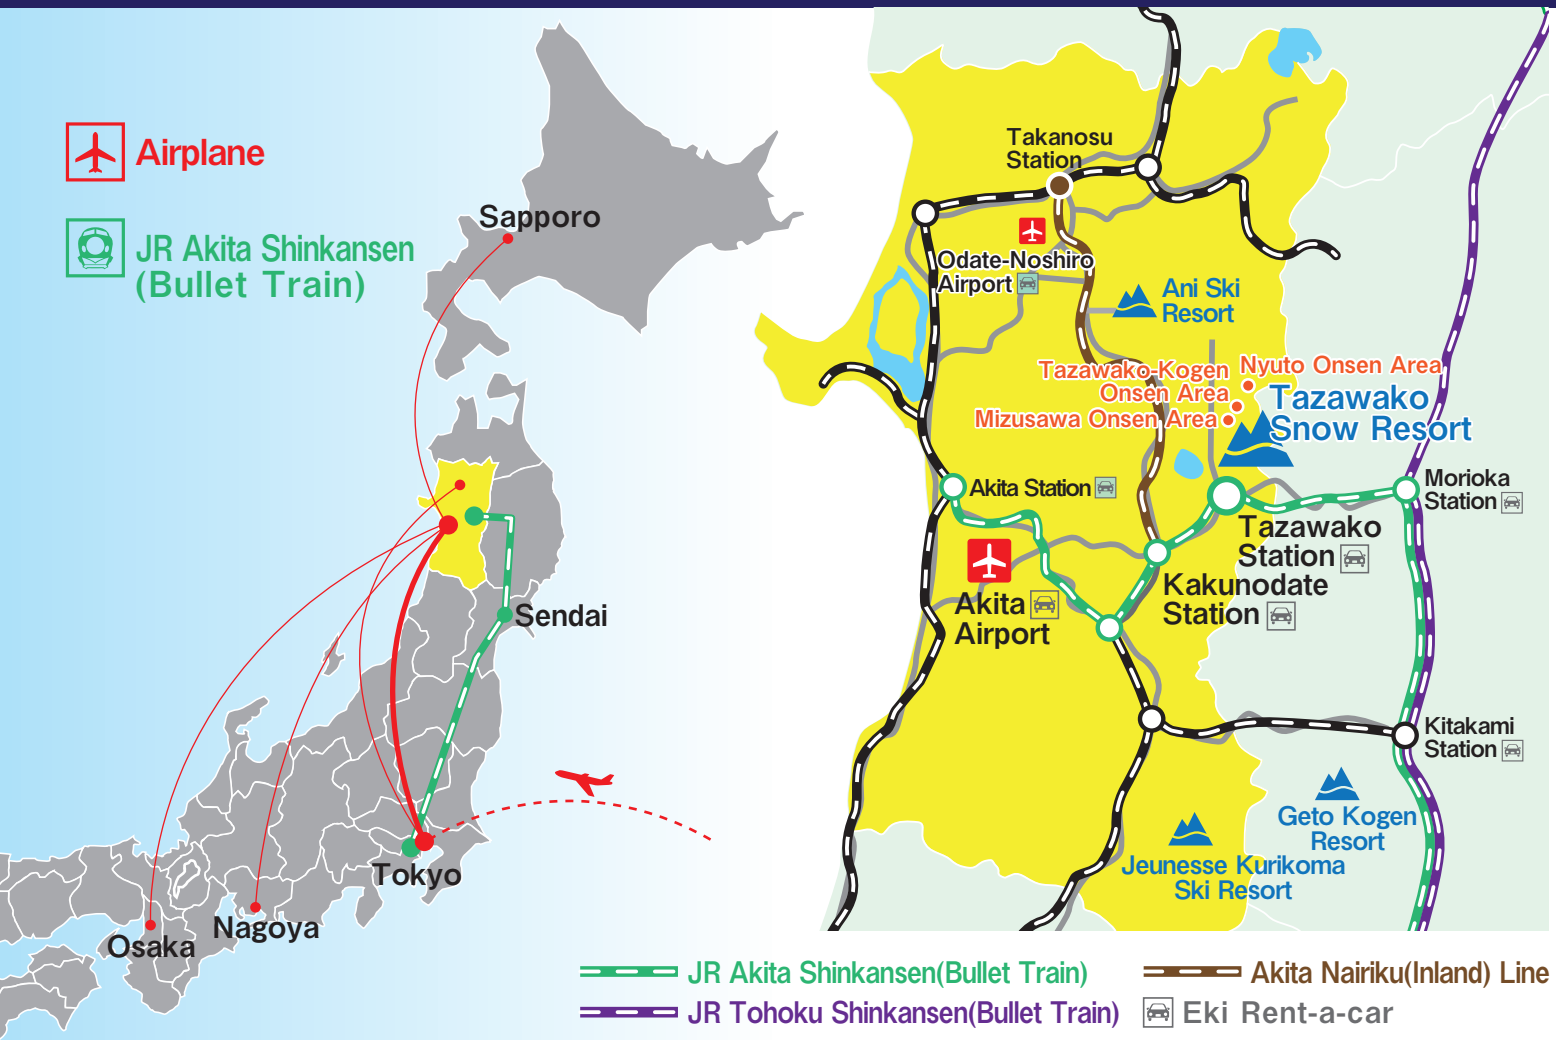 Airplane
JR Akita Shinkansen
(Bullet Train)
Sapporo
Sendai
Tokyo
Nagoya
Osaka
Takanosu
Station
Odate-Noshiro
Airport
Ani Ski
Resort
Tazawako-Kogen
Onsen Area
Nyuto Onsen Area
Mizusawa Onsen Area
Tazawako
Snow Resort
Akita Station
Morioka
Station
Tazawako
Station
Kakunodate
Station
Akita
Airport
Kitakami
Station
Geto Kogen
Resort
Jeunesse Kurikoma
Ski Resort
JR Akita Shinkansen(Bullet Train)
Akita Nairiku(Inland) Line
JR Tohoku Shinkansen(Bullet Train)
Eki Rent-a-car